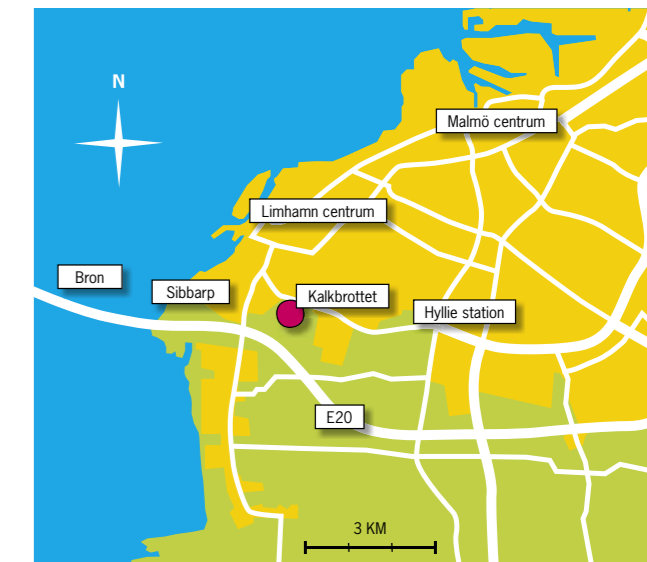 N
Malmö centrum
Limhamn centrum
Bron
Sibbarp
Kalkbrottet
Hyllie station
E20
3 KM